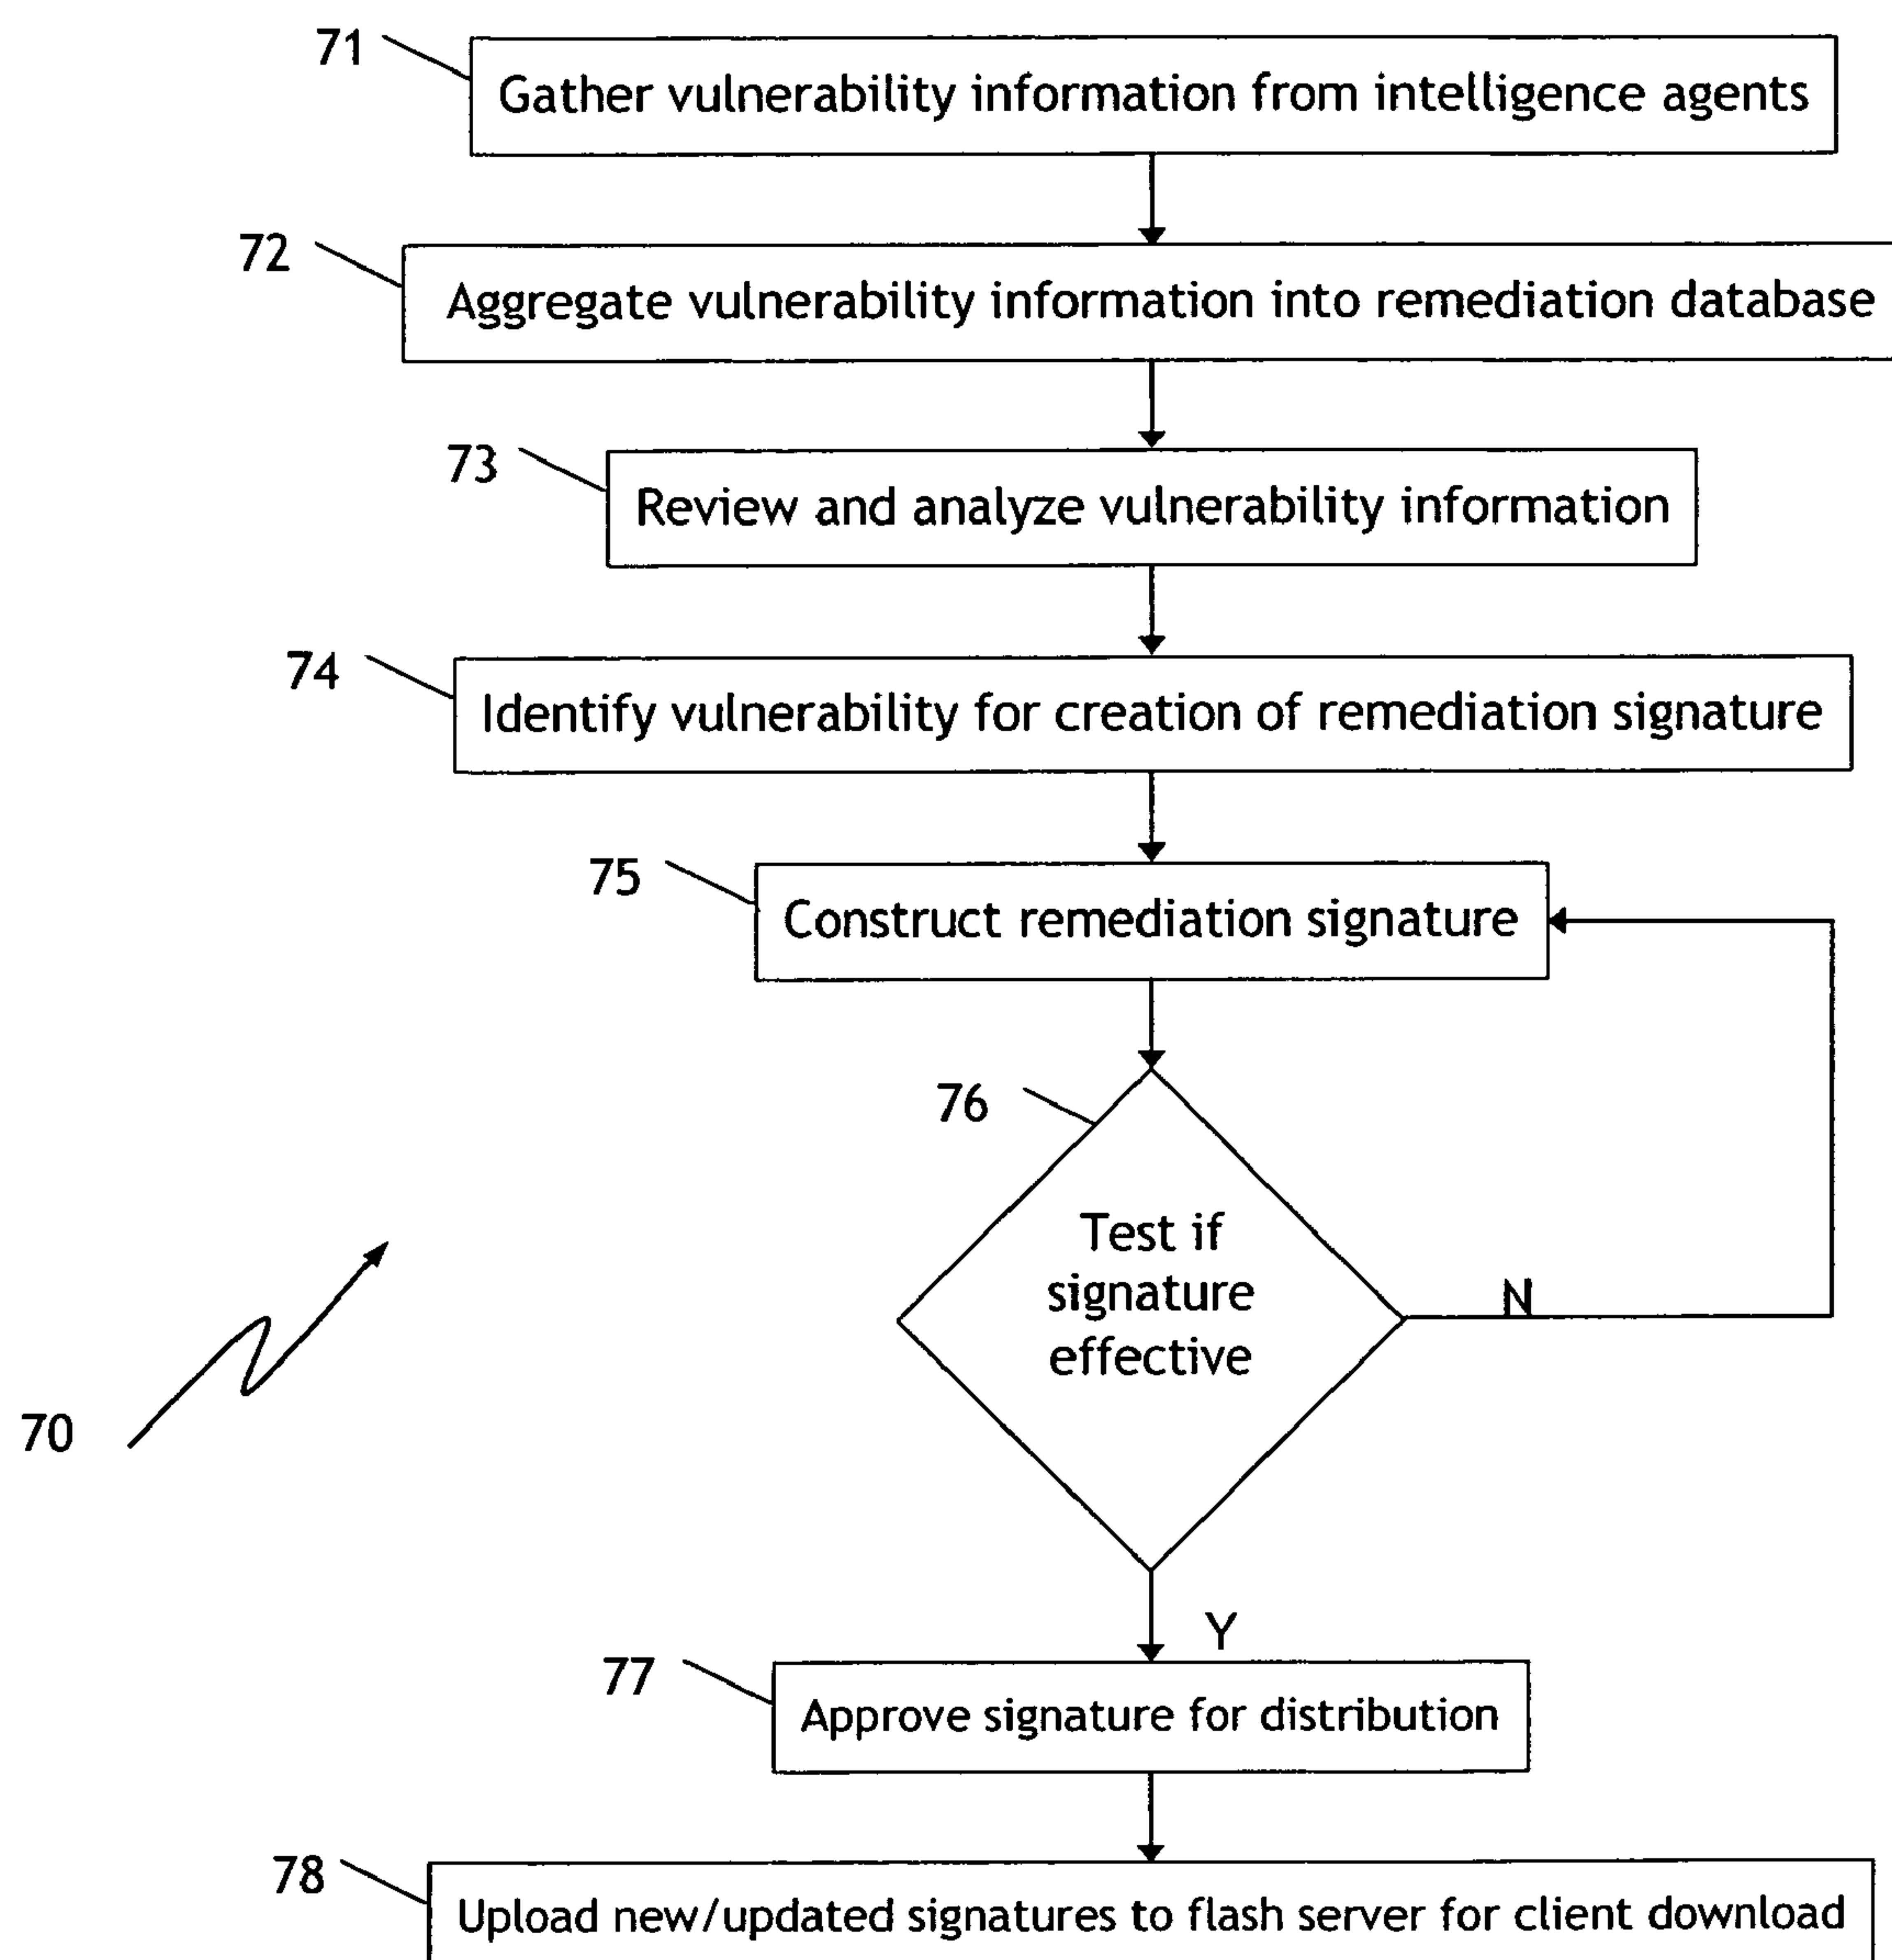 71
Gather vulnerability information from intelligence agents
72
Aggregate vulnerability information into remediation database
73
Review and analyze vulnerability information
74
Identify vulnerability for creation of remediation signature
75
Construct remediation signature
76
Test if
signature
effective
N
70
Y
77
Approve signature for distribution
78
Upload new/updated signatures to flash server for client download